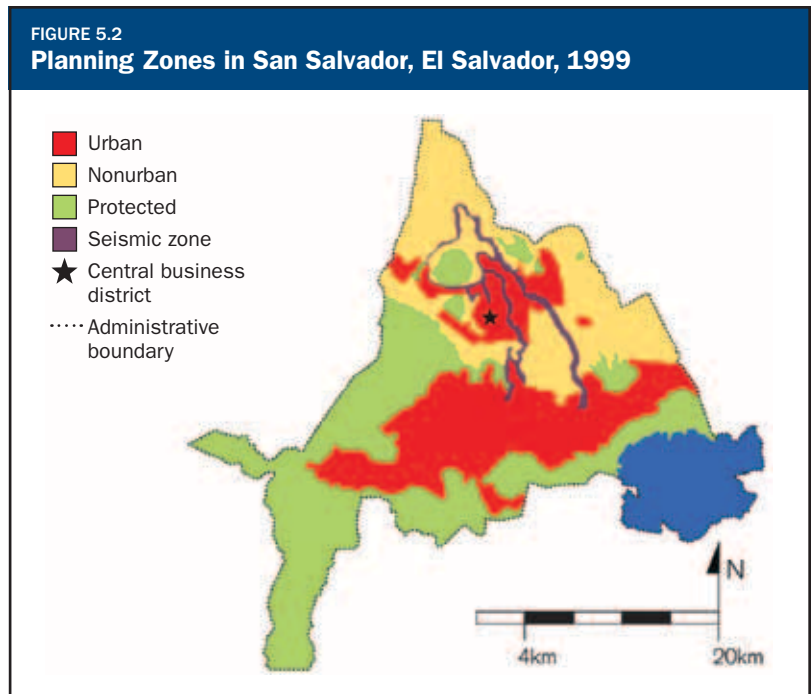 FIGURE 5.2
Planning Zones in San Salvador, El Salvador, 1999
Urban
Nonurban
Protected
Seismic zone
Central business
district
Administrative
boundary
N
4km
20km